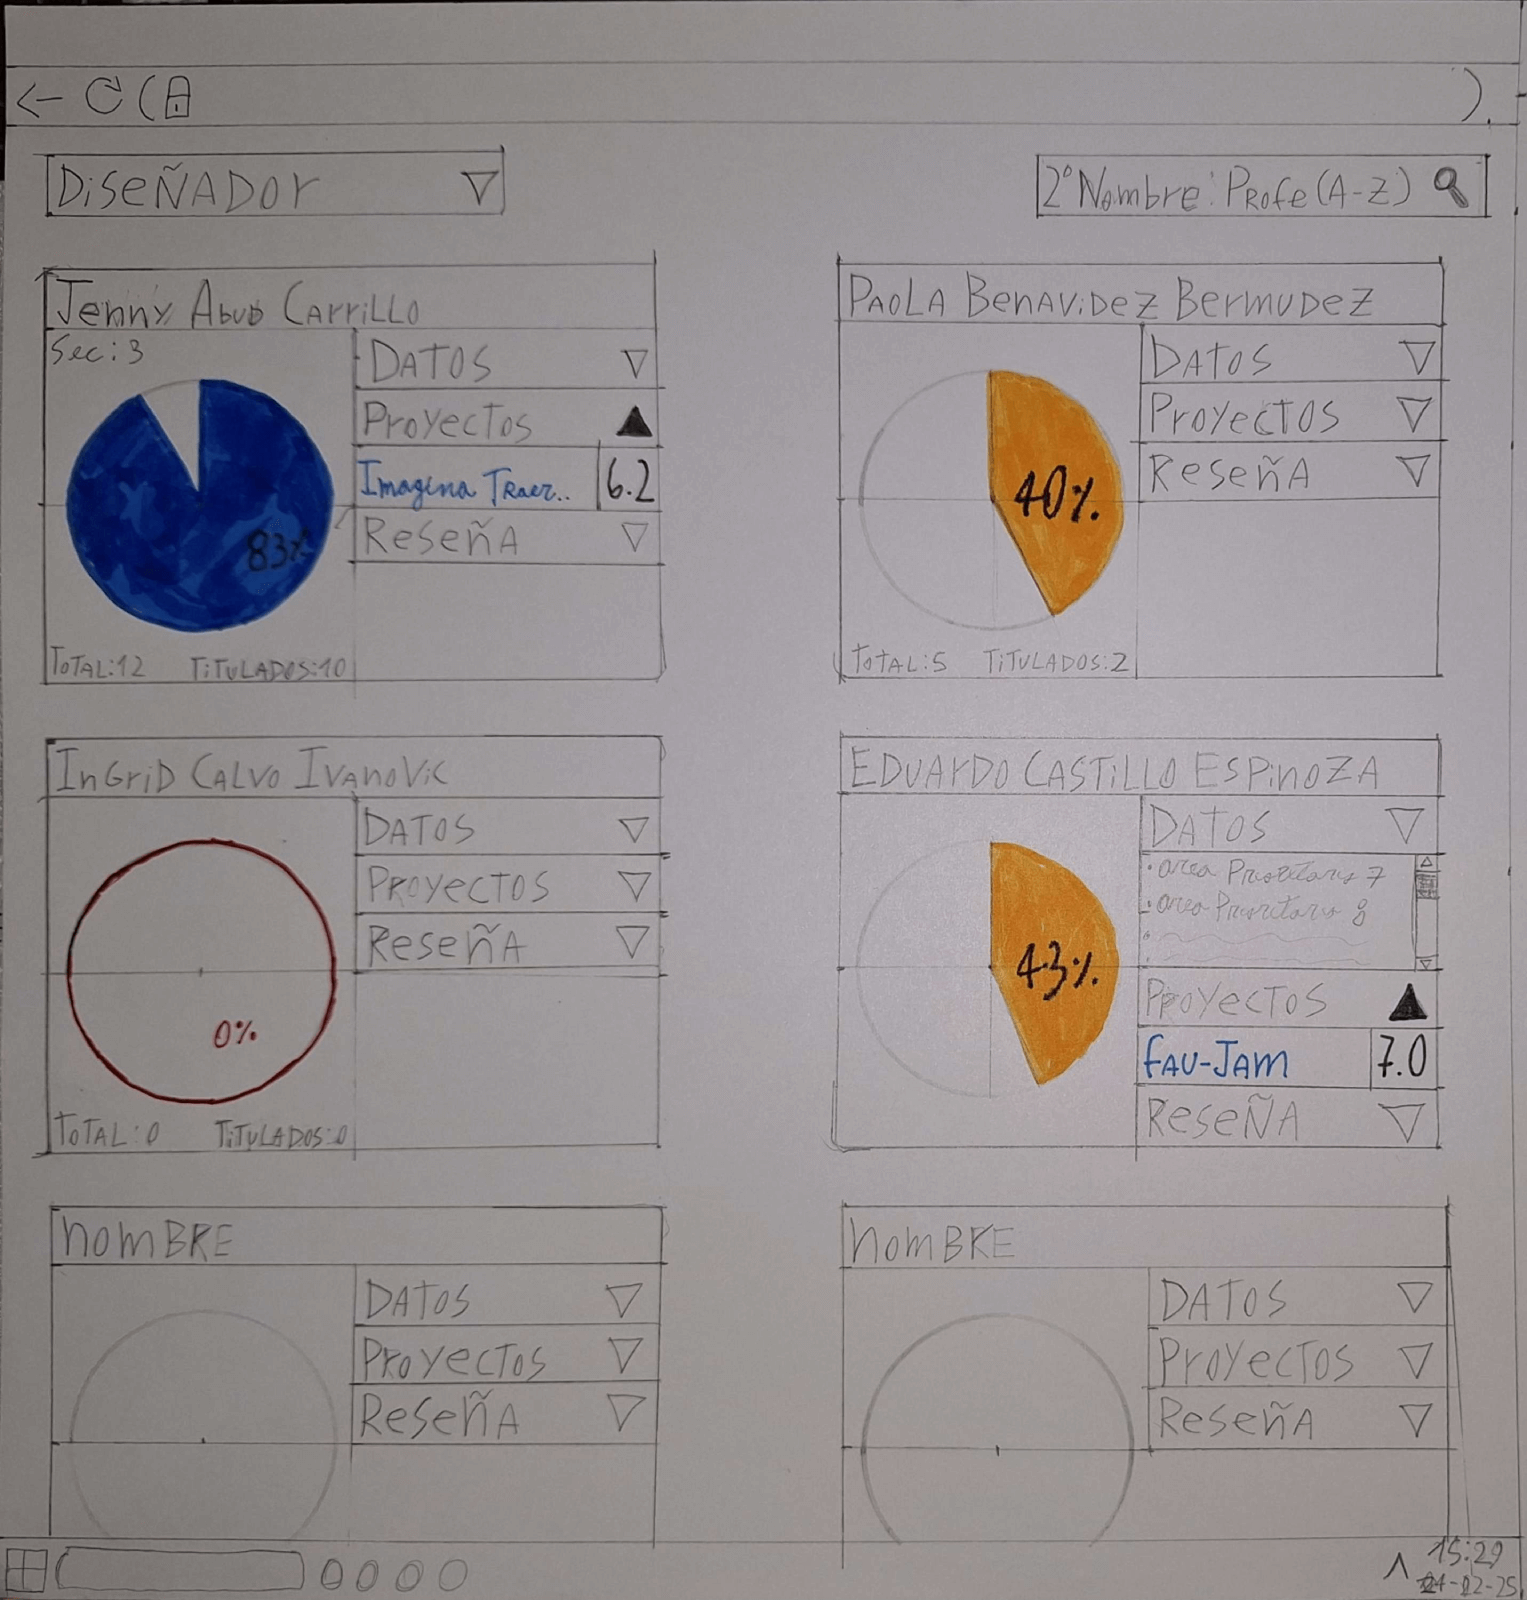 DiSEÑADOR
2° Nombre: Profe (A-Z)
Jenny Abub Carrillo
Sec: 3
DATOS
Proyectos
Imagina Traer..
6.2
Reseña
83%
Total: 12
Titulados: 10
Paola Benavidez Bermudez
DATOS
Proyectos
Reseña
40%
Total: 5
Titulados: 2
Ingrid Calvo Ivanovic
DATOS
Proyectos
Reseña
0%
Total: 0
Titulados: 0
Eduardo Castillo Espinoza
DATOS
• area Prioritaria 7
• area Prioritaria 8
43%
Proyectos
FAU-Jam
7.0
Reseña
nombre
DATOS
Proyectos
Reseña
nombre
DATOS
Proyectos
Reseña
15:29
-25